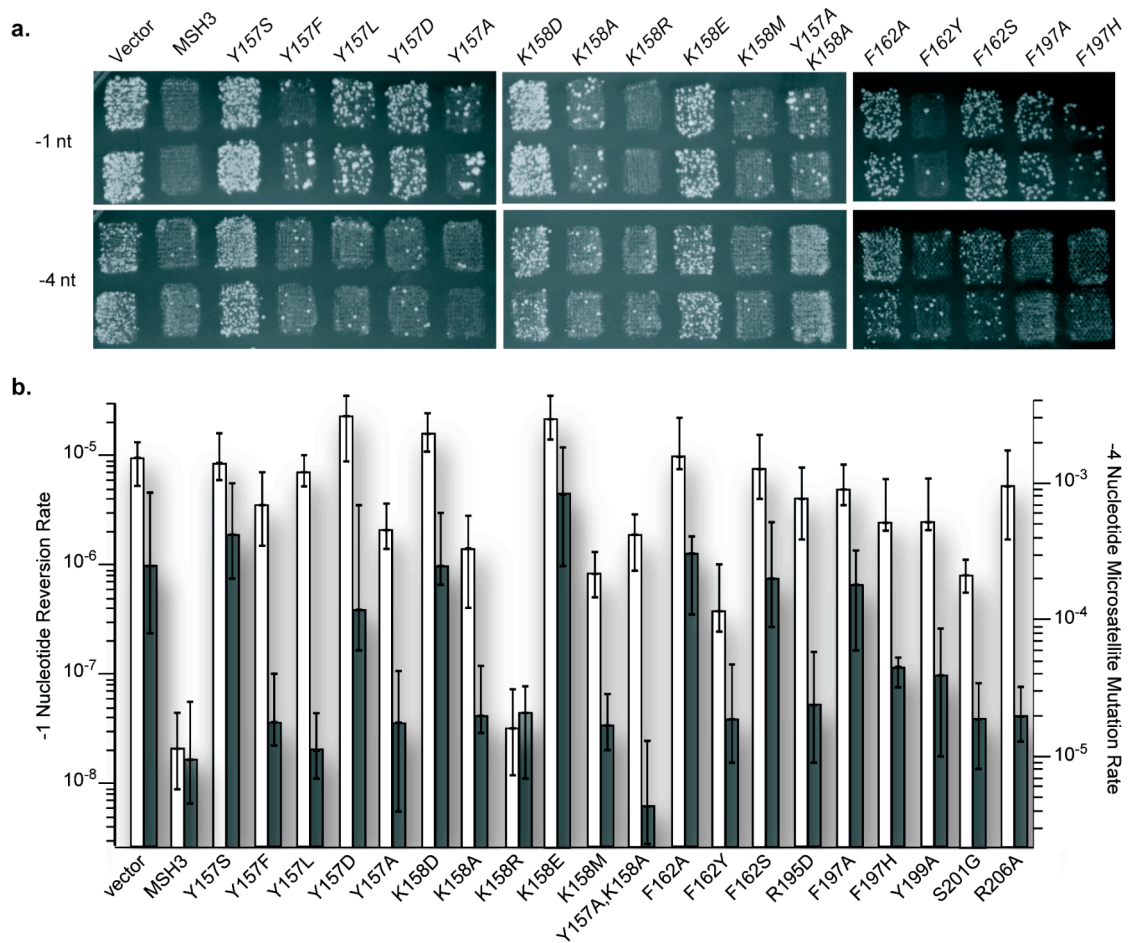 a.
Vector MSH3 Y157S Y157F Y157L Y157D Y157A K158D K158A K158R K158E K158M Y157A K158A F162A F162Y F162S F197A F197H
-1 nt
-4 nt
b.
-1 Nucleotide Reversion Rate
10-5
10-6
10-7
10-8
10-3
10-4
10-5
-4 Nucleotide Microsatellite Mutation Rate
vector MSH3 Y157S Y157F Y157L Y157D Y157A K158D K158A K158R K158E K158M Y157A,K158A F162A F162Y F162S R195D F197A F197H Y199A S201G R206A